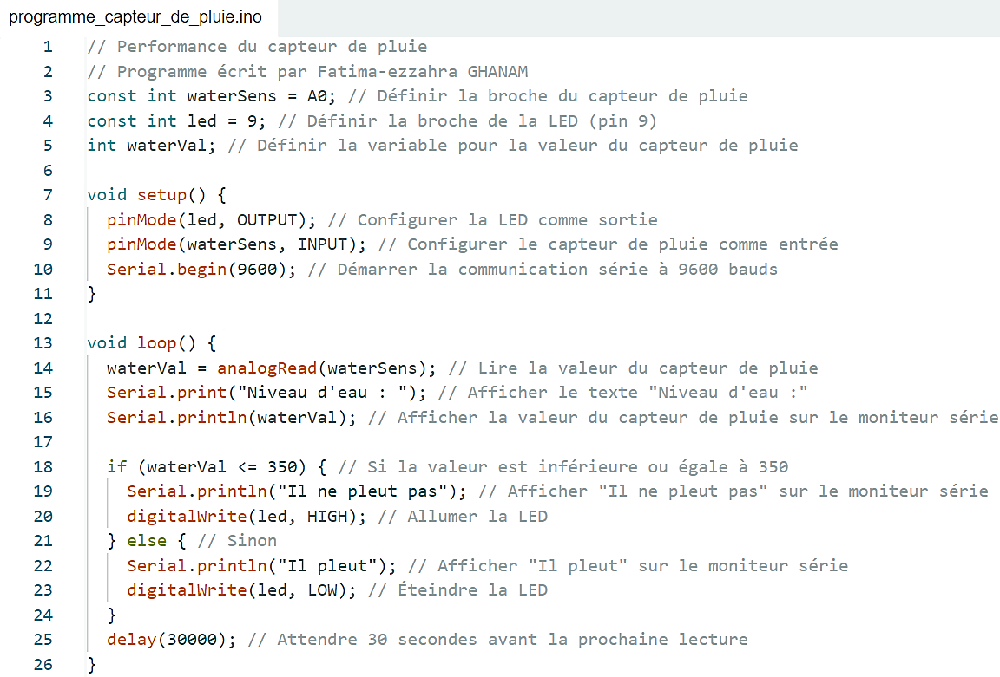 programme_capteur_de_pluie.ino
1 // Performance du capteur de pluie
2 // Programme écrit par Fatima-ezzahra GHANAM
3 const int waterSens = A0; // Définir la broche du capteur de pluie
4 const int led = 9; // Définir la broche de la LED (pin 9)
5 int waterVal; // Définir la variable pour la valeur du capteur de pluie
6
7 void setup() {
8   pinMode(led, OUTPUT); // Configurer la LED comme sortie
9   pinMode(waterSens, INPUT); // Configurer le capteur de pluie comme entrée
10   Serial.begin(9600); // Démarrer la communication série à 9600 bauds
11 }
12
13 void loop() {
14   waterVal = analogRead(waterSens); // Lire la valeur du capteur de pluie
15   Serial.print("Niveau d'eau : "); // Afficher le texte "Niveau d'eau :"
16   Serial.println(waterVal); // Afficher la valeur du capteur de pluie sur le moniteur série
17
18   if (waterVal <= 350) { // Si la valeur est inférieure ou égale à 350
19     Serial.println("Il ne pleut pas"); // Afficher "Il ne pleut pas" sur le moniteur série
20     digitalWrite(led, HIGH); // Allumer la LED
21   } else { // Sinon
22     Serial.println("Il pleut"); // Afficher "Il pleut" sur le moniteur série
23     digitalWrite(led, LOW); // Éteindre la LED
24   }
25   delay(30000); // Attendre 30 secondes avant la prochaine lecture
26 }